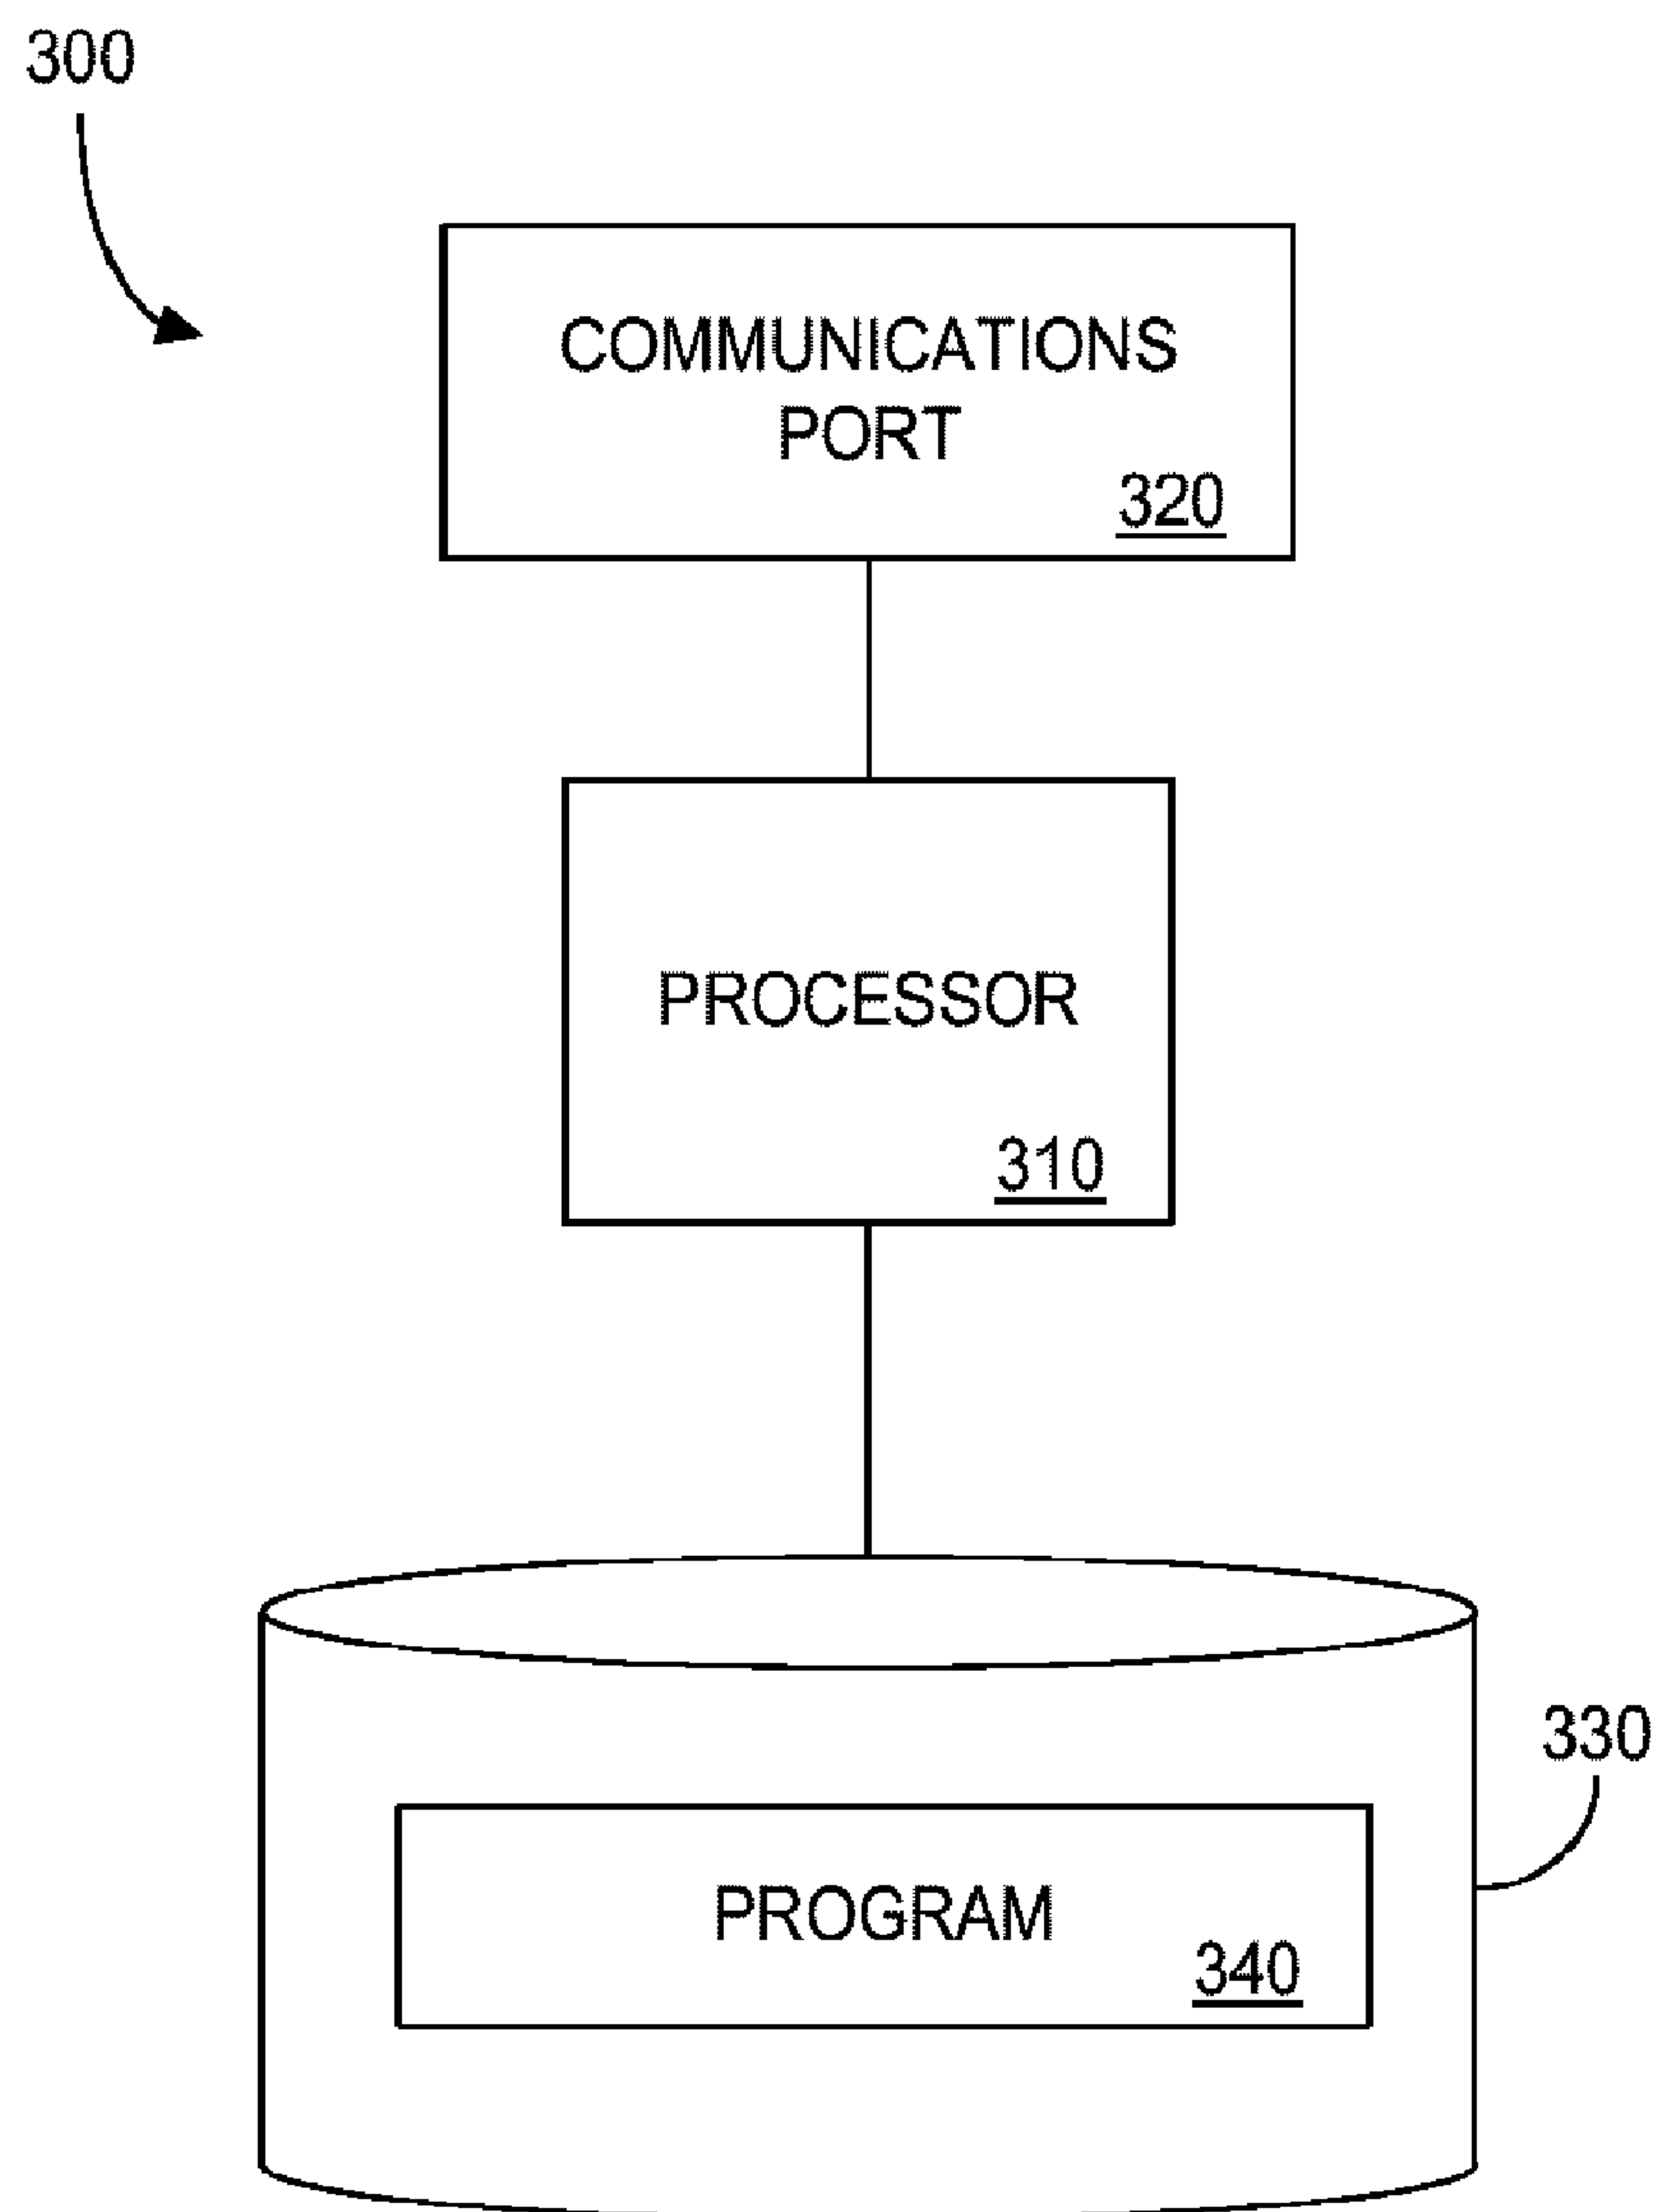 300
COMMUNICATIONS
PORT
320
PROCESSOR
310
330
PROGRAM
340